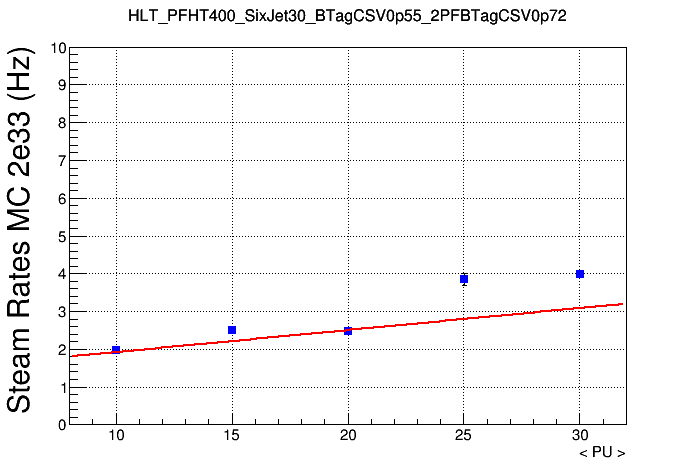 HLT_PFHT400_SixJet30_BTagCSV0p55_2PFBTagCSV0p72
Steam Rates MC 2e33 (Hz)
10
9
8
7
6
5
4
3
2
1
0
10 15 20 25 30
< PU >